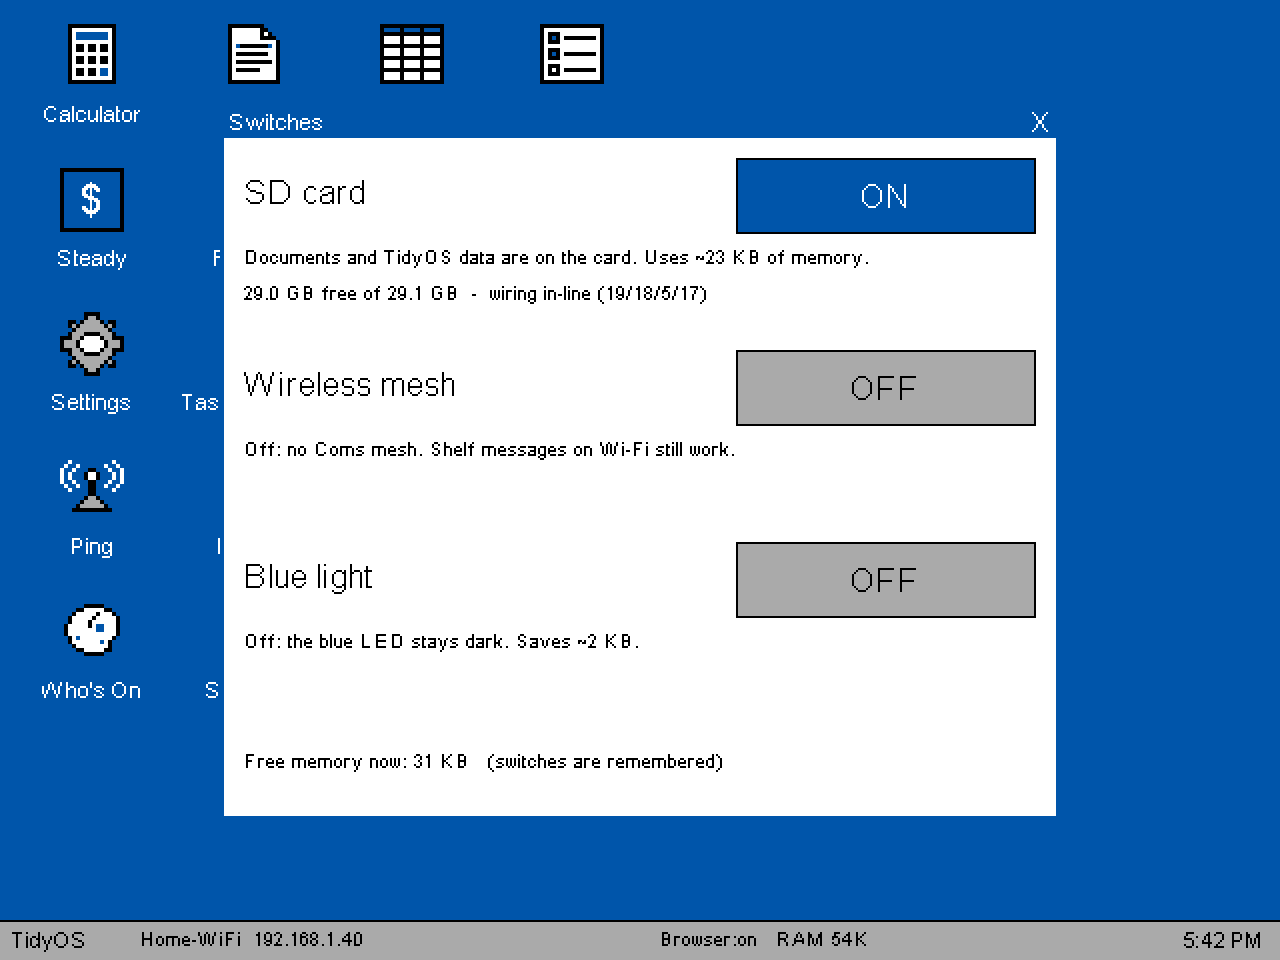 Calculator
Switches X
SD card ON
$
Steady F
Documents and TidyOS data are on the card. Uses ~23 KB of memory.
29.0 GB free of 29.1 GB - wiring in-line (19/18/5/17)
Wireless mesh OFF
Settings Tas
Off: no Coms mesh. Shelf messages on Wi-Fi still work.
Ping I
Blue light OFF
Off: the blue LED stays dark. Saves ~2 KB.
Who's On S
Free memory now: 31 KB (switches are remembered)
TidyOS Home-WiFi 192.168.1.40 Browser:on RAM 54K 5:42 PM